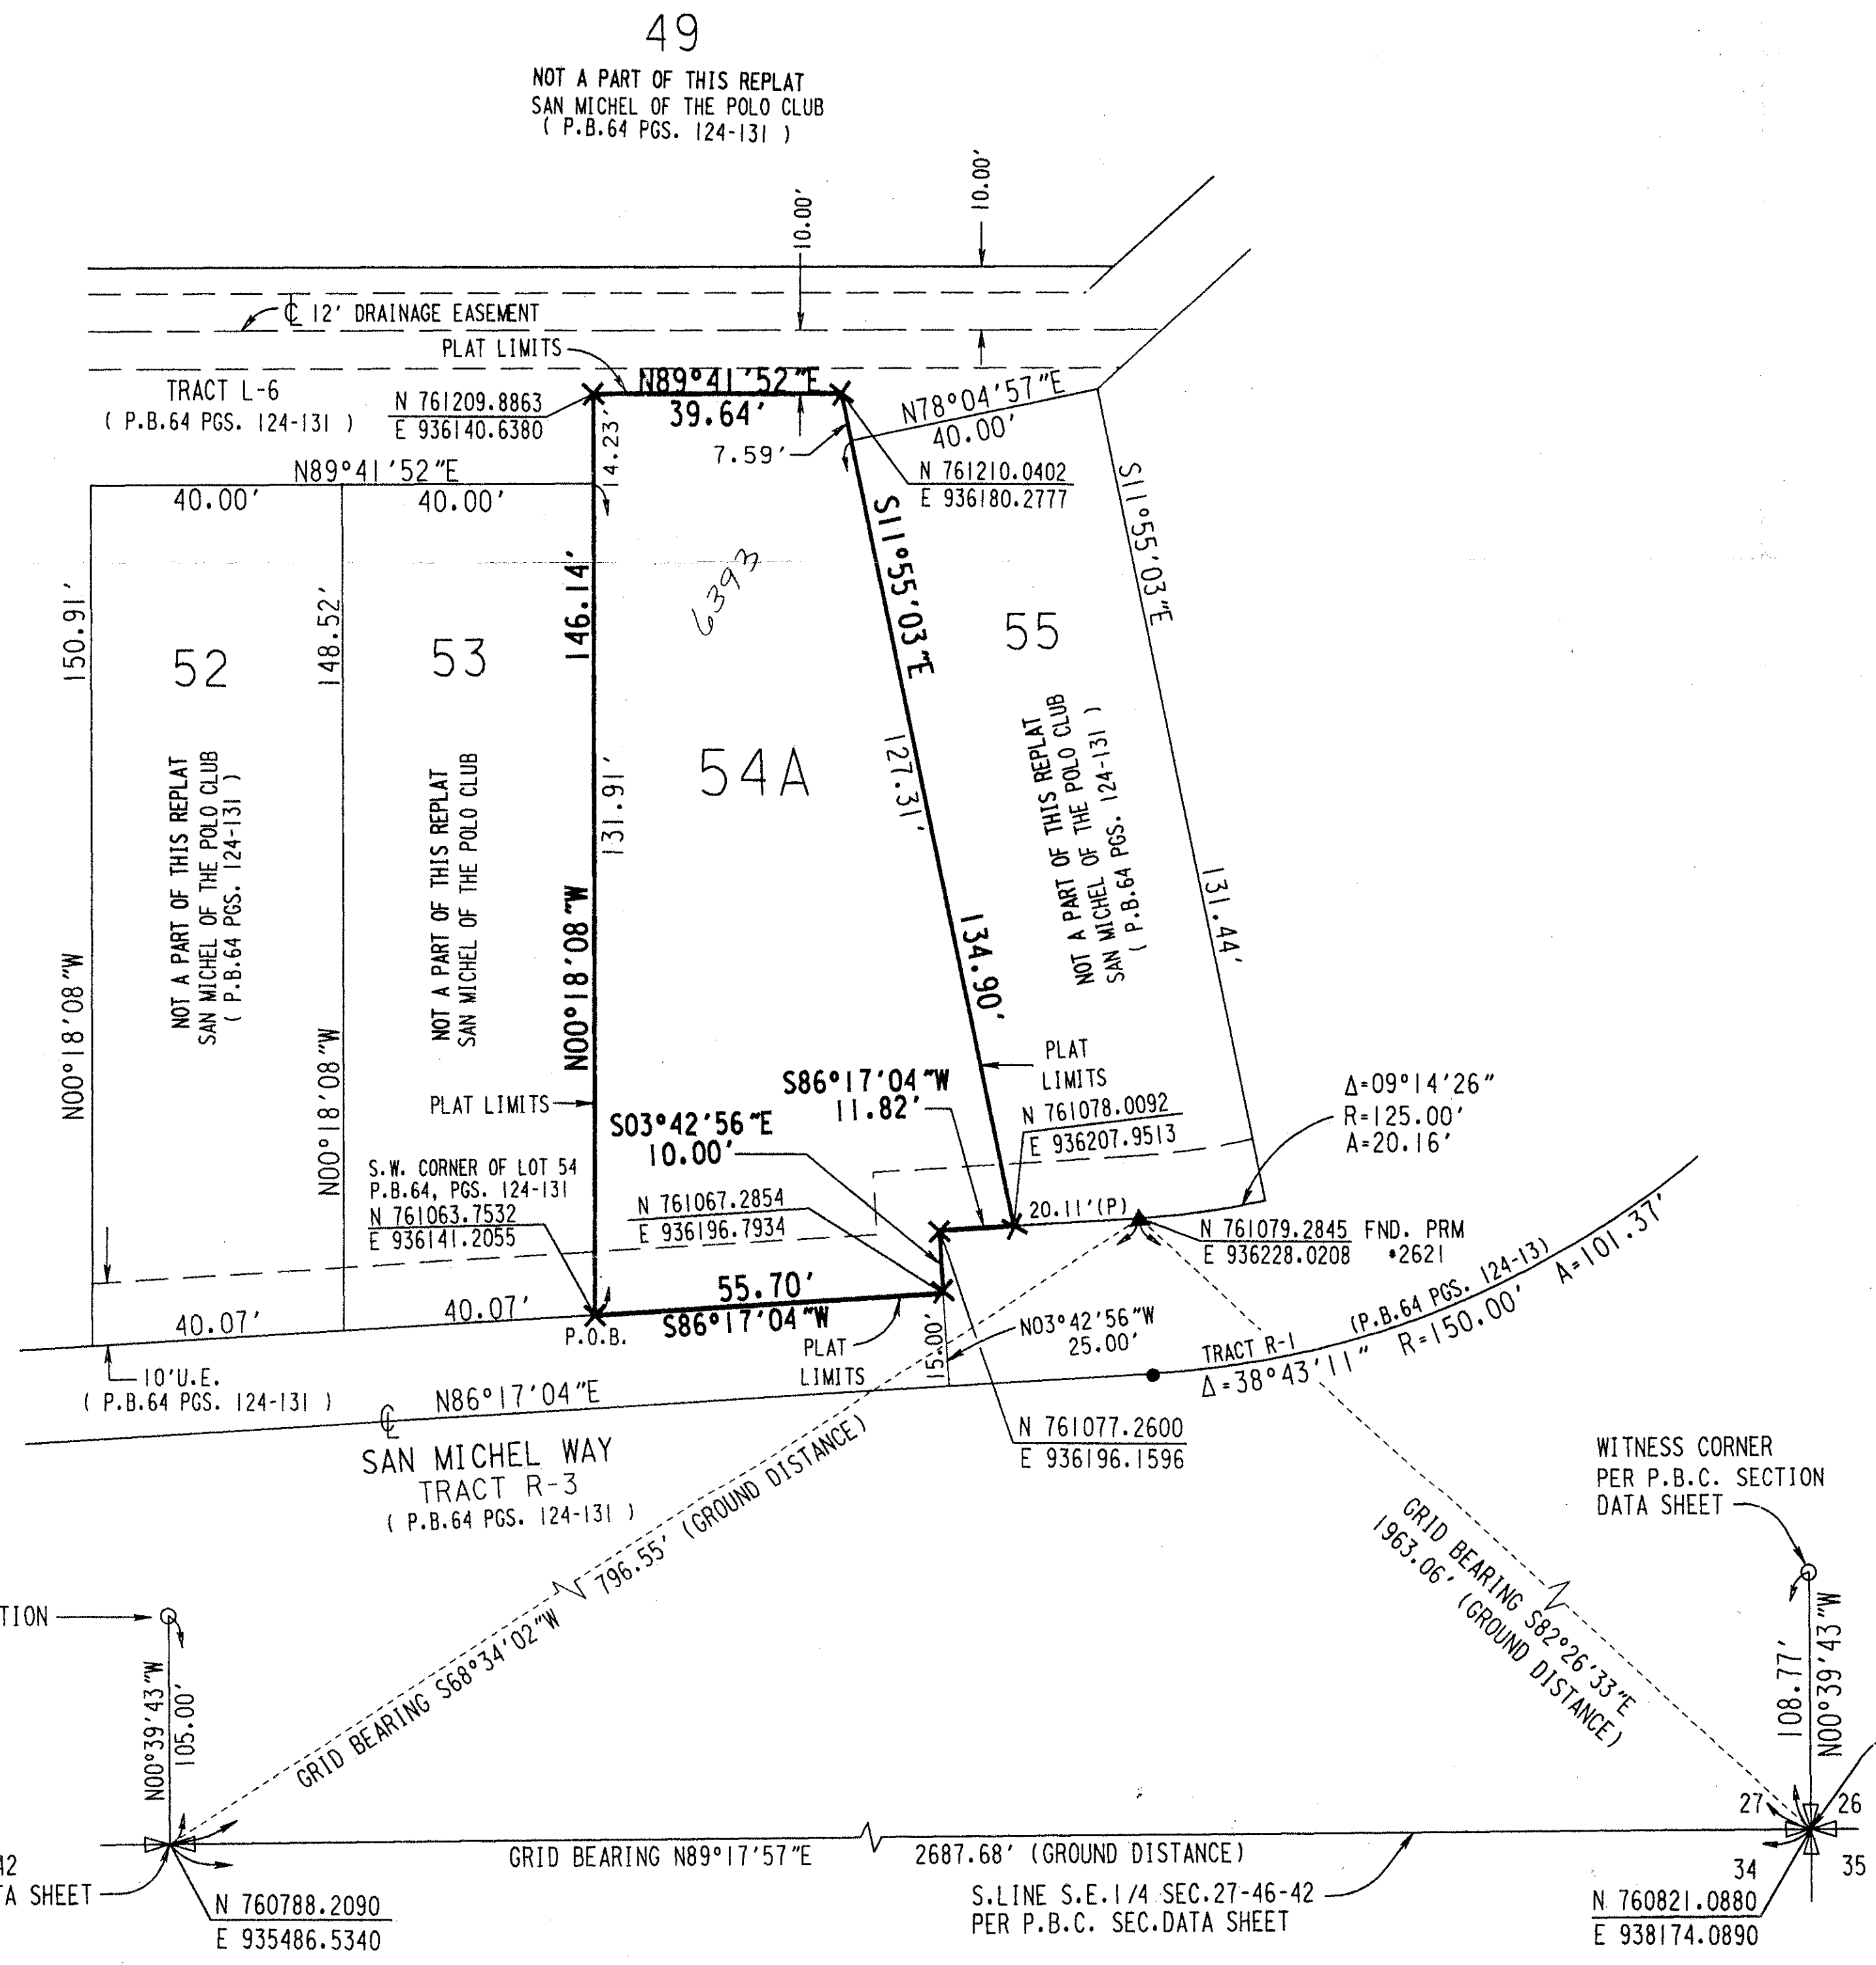 49
NOT A PART OF THIS REPLAT
SAN MICHEL OF THE POLO CLUB
( P.B.64 PGS. 124-131 )
10.00'
10.00'
℄ 12' DRAINAGE EASEMENT
PLAT LIMITS
TRACT L-6
( P.B.64 PGS. 124-131 )
N 761209.8863
E 936140.6380
N89°41'52"E
39.64'
14.23'
7.59'
N78°04'57"E
40.00'
N 761210.0402
E 936180.2777
N89°41'52"E
40.00'
40.00'
S11°55'03"E
S11°55'03"E
6393
150.91'
148.52'
146.14'
52
53
55
54A
131.91'
127.31'
134.90'
131.44'
NOT A PART OF THIS REPLAT
SAN MICHEL OF THE POLO CLUB
( P.B.64 PGS. 124-131 )
NOT A PART OF THIS REPLAT
SAN MICHEL OF THE POLO CLUB
NOT A PART OF THIS REPLAT
SAN MICHEL OF THE POLO CLUB
( P.B.64 PGS. 124-131 )
N00°18'08"W
N00°18'08"W
N00°18'08"W
PLAT LIMITS
PLAT
LIMITS
S86°17'04"W
11.82'
S03°42'56"E
10.00'
N 761078.0092
E 936207.9513
Δ=09°14'26"
R=125.00'
A=20.16'
S.W. CORNER OF LOT 54
P.B.64, PGS. 124-131
N 761063.7532
E 936141.2055
N 761067.2854
E 936196.7934
20.11'(P)
N 761079.2845 FND. PRM
E 936228.0208 #2621
40.07'
40.07'
P.O.B.
55.70'
S86°17'04"W
PLAT
LIMITS
15.00'
N03°42'56"W
25.00'
TRACT R-1
(P.B.64 PGS. 124-13)
Δ=38°43'11" R=150.00' A=101.37'
10'U.E.
( P.B.64 PGS. 124-131 )
N86°17'04"E
℄
SAN MICHEL WAY
TRACT R-3
( P.B.64 PGS. 124-131 )
N 761077.2600
E 936196.1596
WITNESS CORNER
PER P.B.C. SECTION
DATA SHEET
GRID BEARING S68°34'02"W 796.55' (GROUND DISTANCE)
GRID BEARING S82°26'33"E
1963.06' (GROUND DISTANCE)
TION
N00°39'43"W
105.00'
108.77'
N00°39'43"W
27 26
34 35
GRID BEARING N89°17'57"E 2687.68' (GROUND DISTANCE)
42
TA SHEET
S.LINE S.E.1/4 SEC.27-46-42
PER P.B.C. SEC.DATA SHEET
N 760788.2090
E 935486.5340
N 760821.0880
E 938174.0890